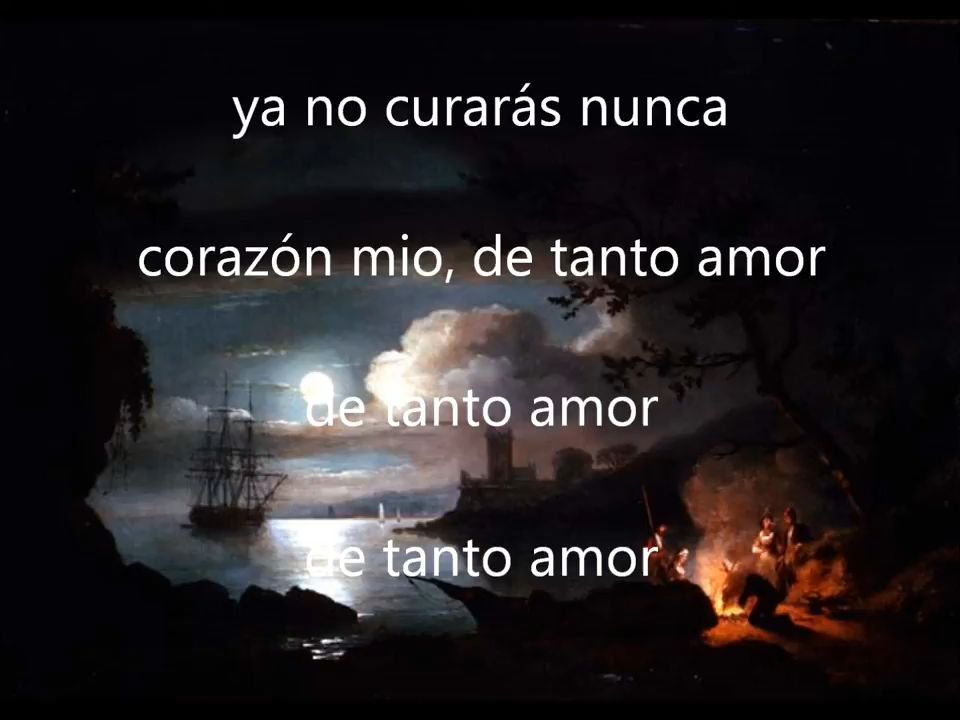 ya no curarás nunca
corazón mio, de tanto amor
de tanto amor
de tanto amor